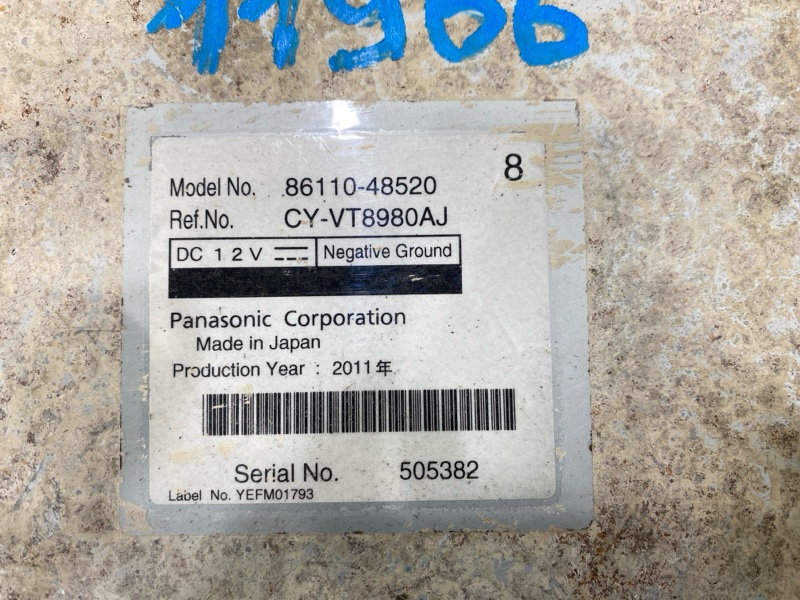 11966
8
Model No. 86110-48520
Ref.No. CY-VT8980AJ
DC 12V Negative Ground
Panasonic Corporation
Made in Japan
Production Year : 2011年
Serial No. 505382
Label No. YEFM01793